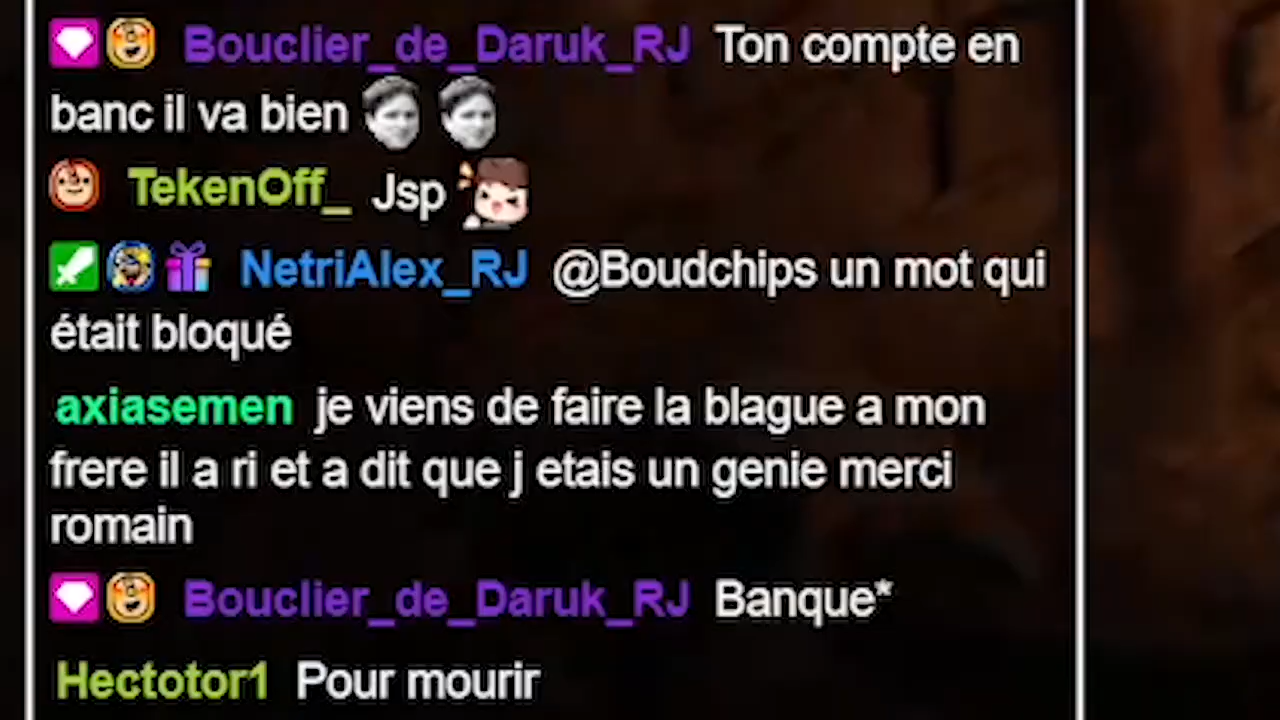 Bouclier_de_Daruk_RJ Ton compte en
banc il va bien
TekenOff_ Jsp
NetriAlex_RJ @Boudchips un mot qui
était bloqué
axiasemen je viens de faire la blague a mon
frere il a ri et a dit que j etais un genie merci
romain
Bouclier_de_Daruk_RJ Banque*
Hectotor1 Pour mourir